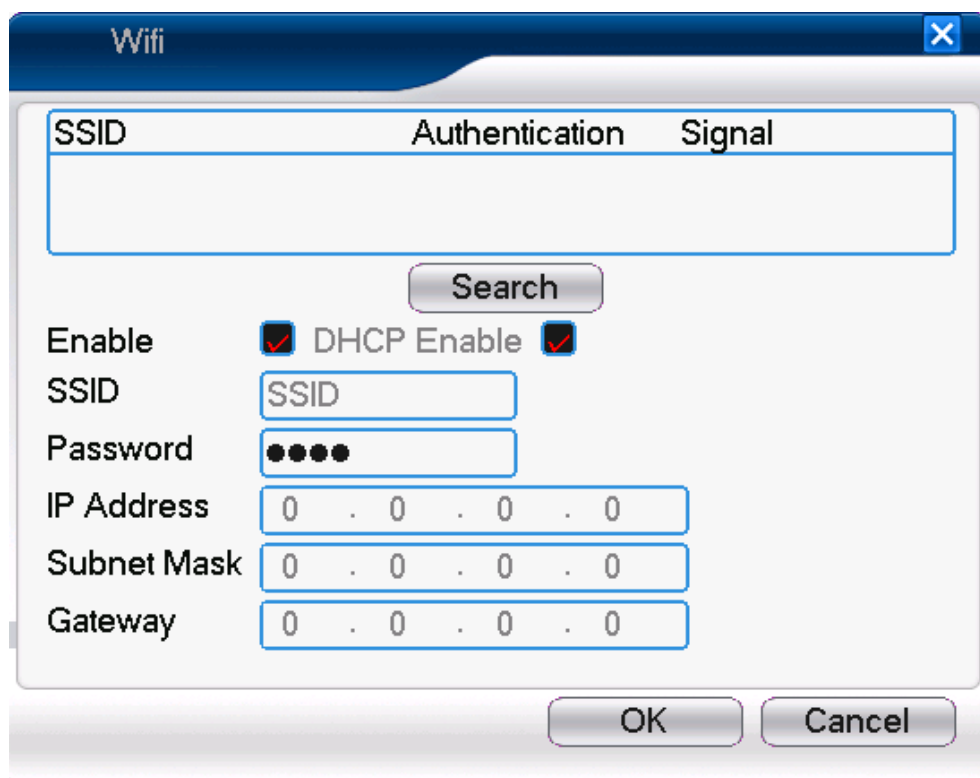 Wifi
SSID Authentication Signal
Search
Enable DHCP Enable
SSID SSID
Password ●●●●
IP Address 0 . 0 . 0 . 0
Subnet Mask 0 . 0 . 0 . 0
Gateway 0 . 0 . 0 . 0
OK Cancel